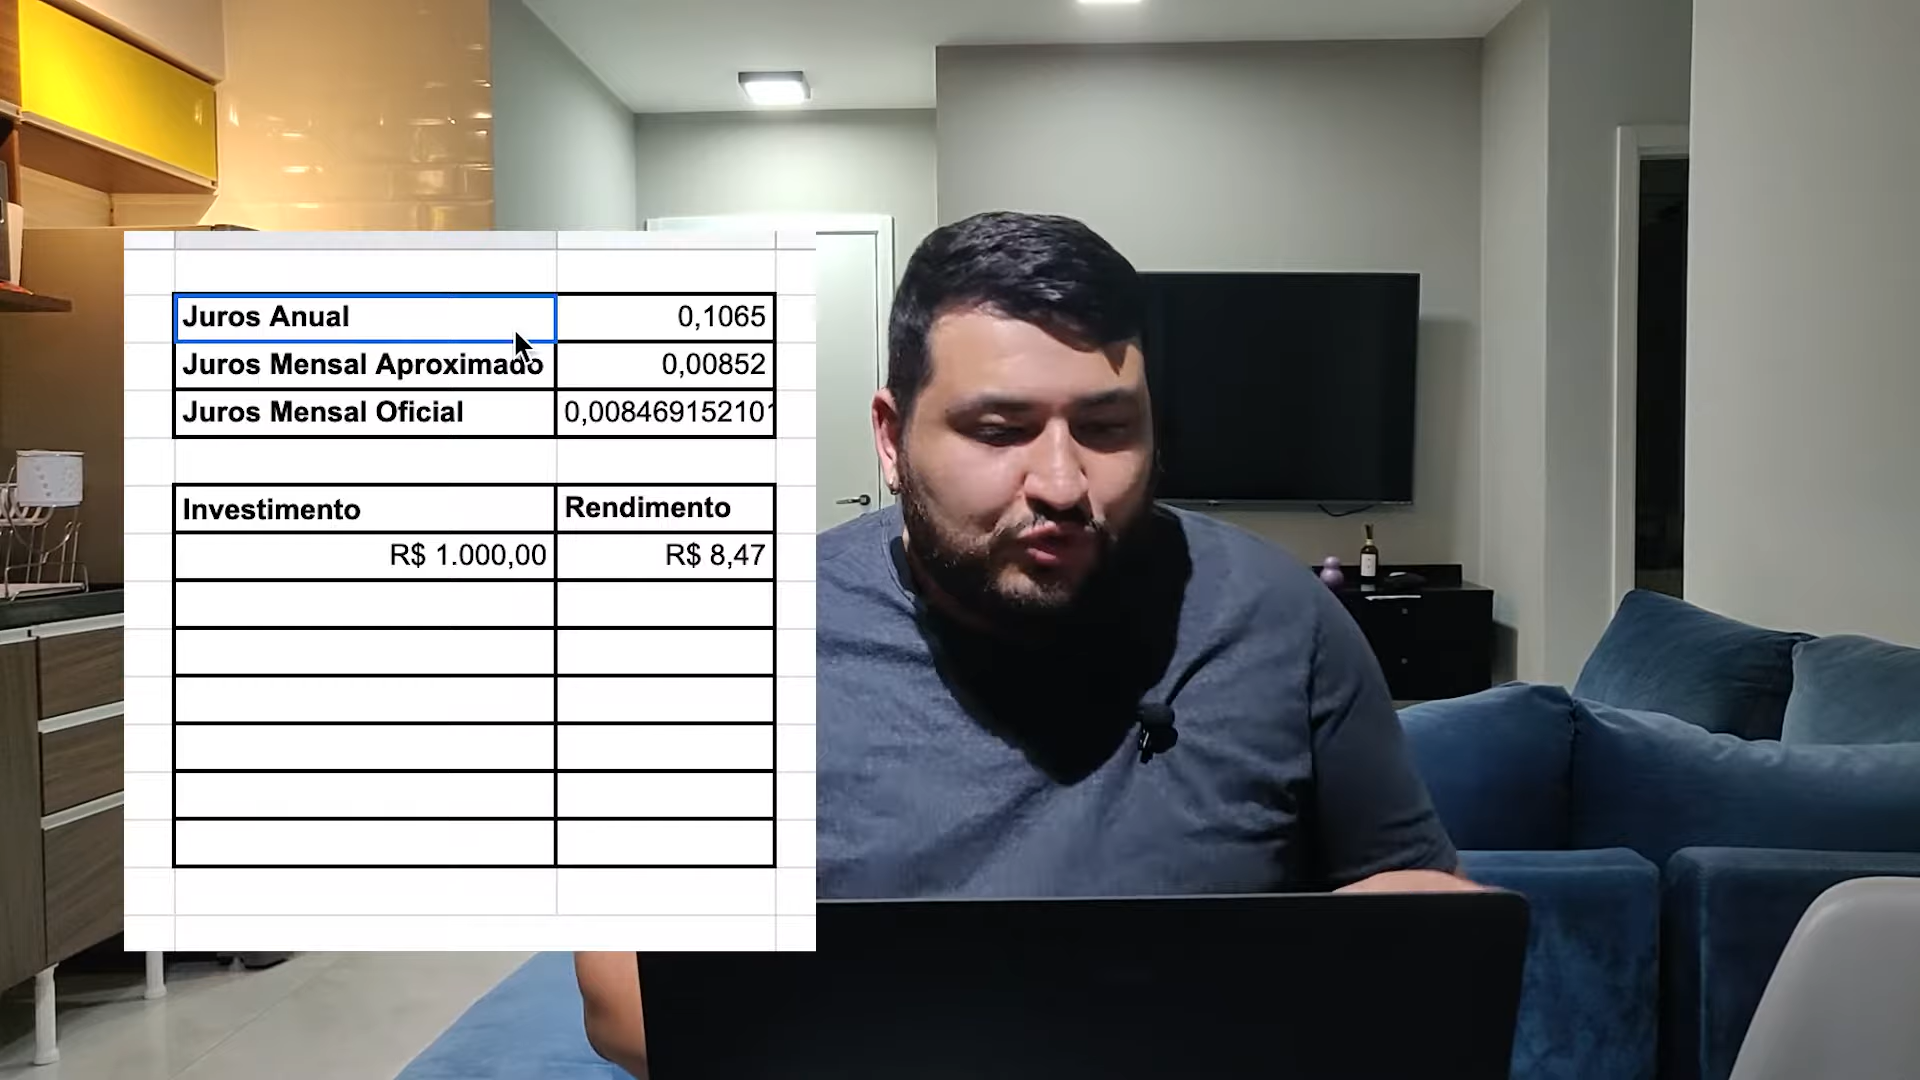 Juros Anual 0,1065
Juros Mensal Aproximado 0,00852
Juros Mensal Oficial 0,008469152101
Investimento Rendimento
R$ 1.000,00 R$ 8,47